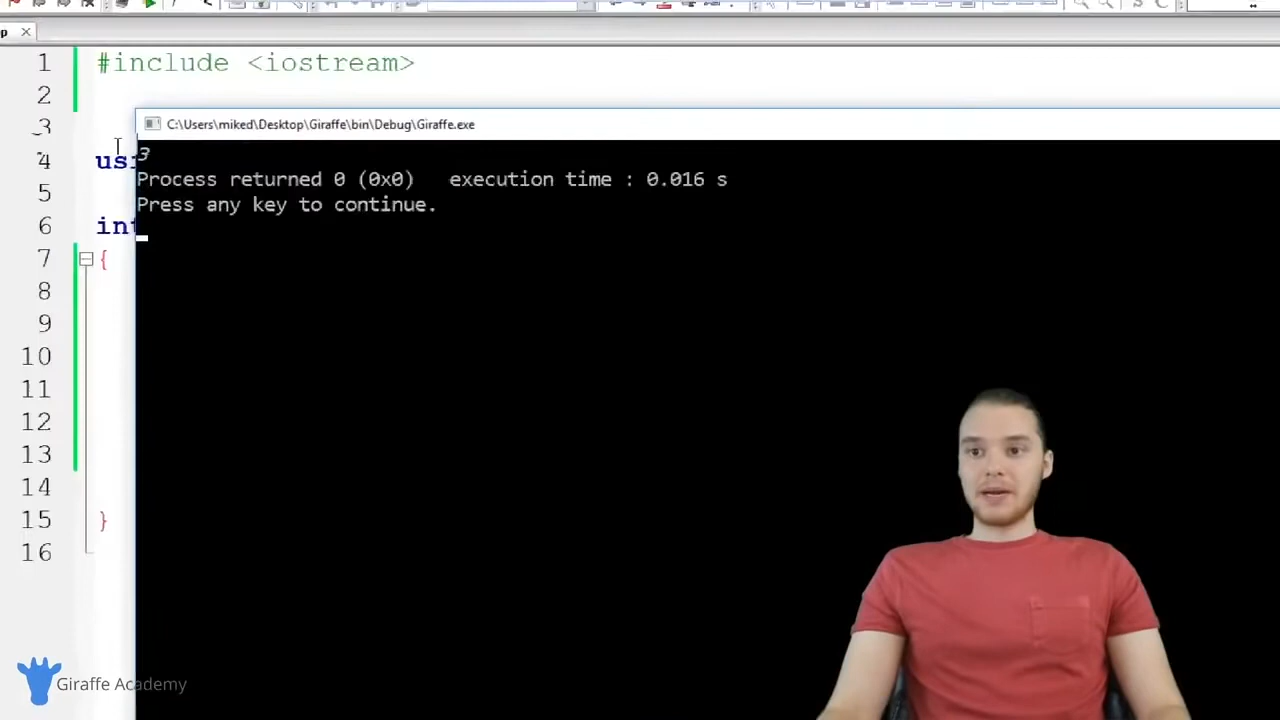 p
1 #include <iostream>
2
3
C:\Users\miked\Desktop\Giraffe\bin\Debug\Giraffe.exe
4
3
5
Process returned 0 (0x0)   execution time : 0.016 s
Press any key to continue.
6 int
7 {
8
9
10
11
12
13
14
15 }
16
Giraffe Academy